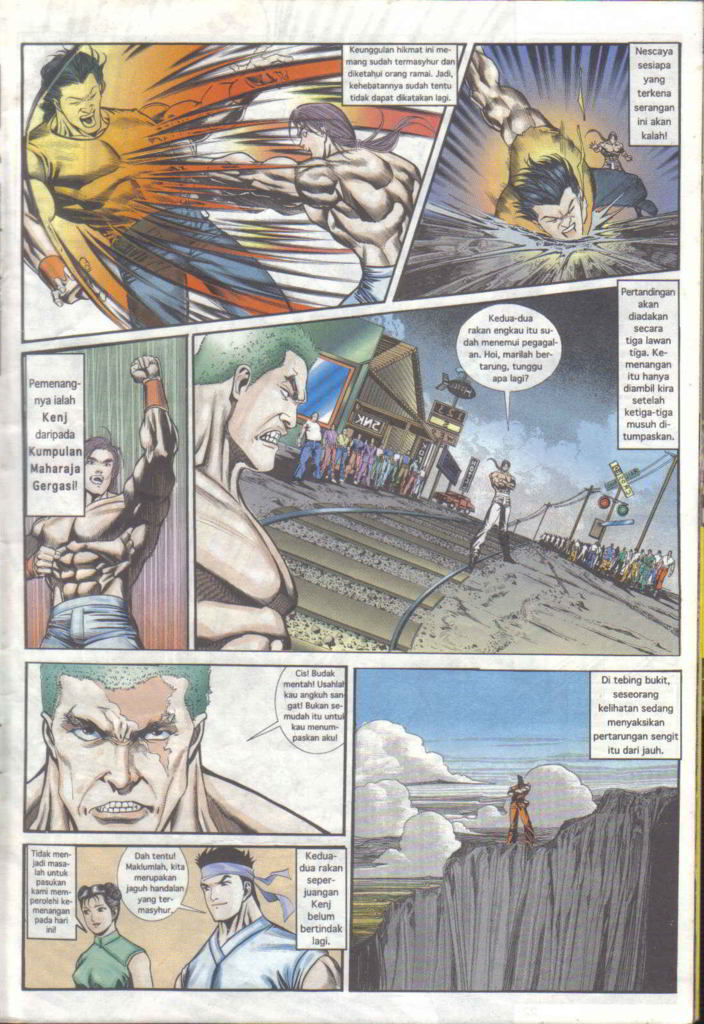 Keunggulan hikmat ini me-
mang sudah termasyhur dan
diketahui orang ramai. Jadi,
kehebatannya sudah tentu
tidak dapat dikatakan lagi.
Nescaya
sesiapa
yang
terkena
serangan
ini akan
kalah!
Pemenang-
nya ialah
Kenj
daripada
Kumpulan
Maharaja
Gergasi!
Kedua-dua
rakan engkau itu su-
dah menemui pegagal-
an. Hoi, marilah ber-
tarung, tunggu
apa lagi?
SNK
Pertandingan
akan
diadakan
secara
tiga lawan
tiga. Ke-
menangan
itu hanya
diambil kira
setelah
ketiga-tiga
musuh di-
tumpaskan.
Cis! Budak
mentah! Usahlah
kau angkuh san-
gat! Bukan se-
mudah itu untuk
kau menum-
paskan aku!
Di tebing bukit,
seseorang
kelihatan sedang
menyaksikan
pertarungan sengit
itu dari jauh.
Tidak men-
jadi masa-
lah untuk
pasukan
kami mem-
perolehi ke-
menangan
pada hari
ini!
Dah tentu!
Maklumlah, kita
merupakan
jaguh handalan
yang ter-
masyhur.
Kedua-
dua rakan
seper-
juangan
Kenj
belum
bertindak
lagi.